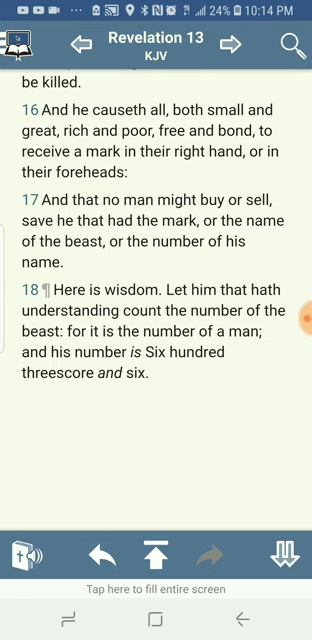 24% 10:14 PM
Revelation 13
KJV
be killed.
16 And he causeth all, both small and
great, rich and poor, free and bond, to
receive a mark in their right hand, or in
their foreheads:
17 And that no man might buy or sell,
save he that had the mark, or the name
of the beast, or the number of his
name.
18 ¶ Here is wisdom. Let him that hath
understanding count the number of the
beast: for it is the number of a man;
and his number is Six hundred
threescore and six.
Tap here to fill entire screen